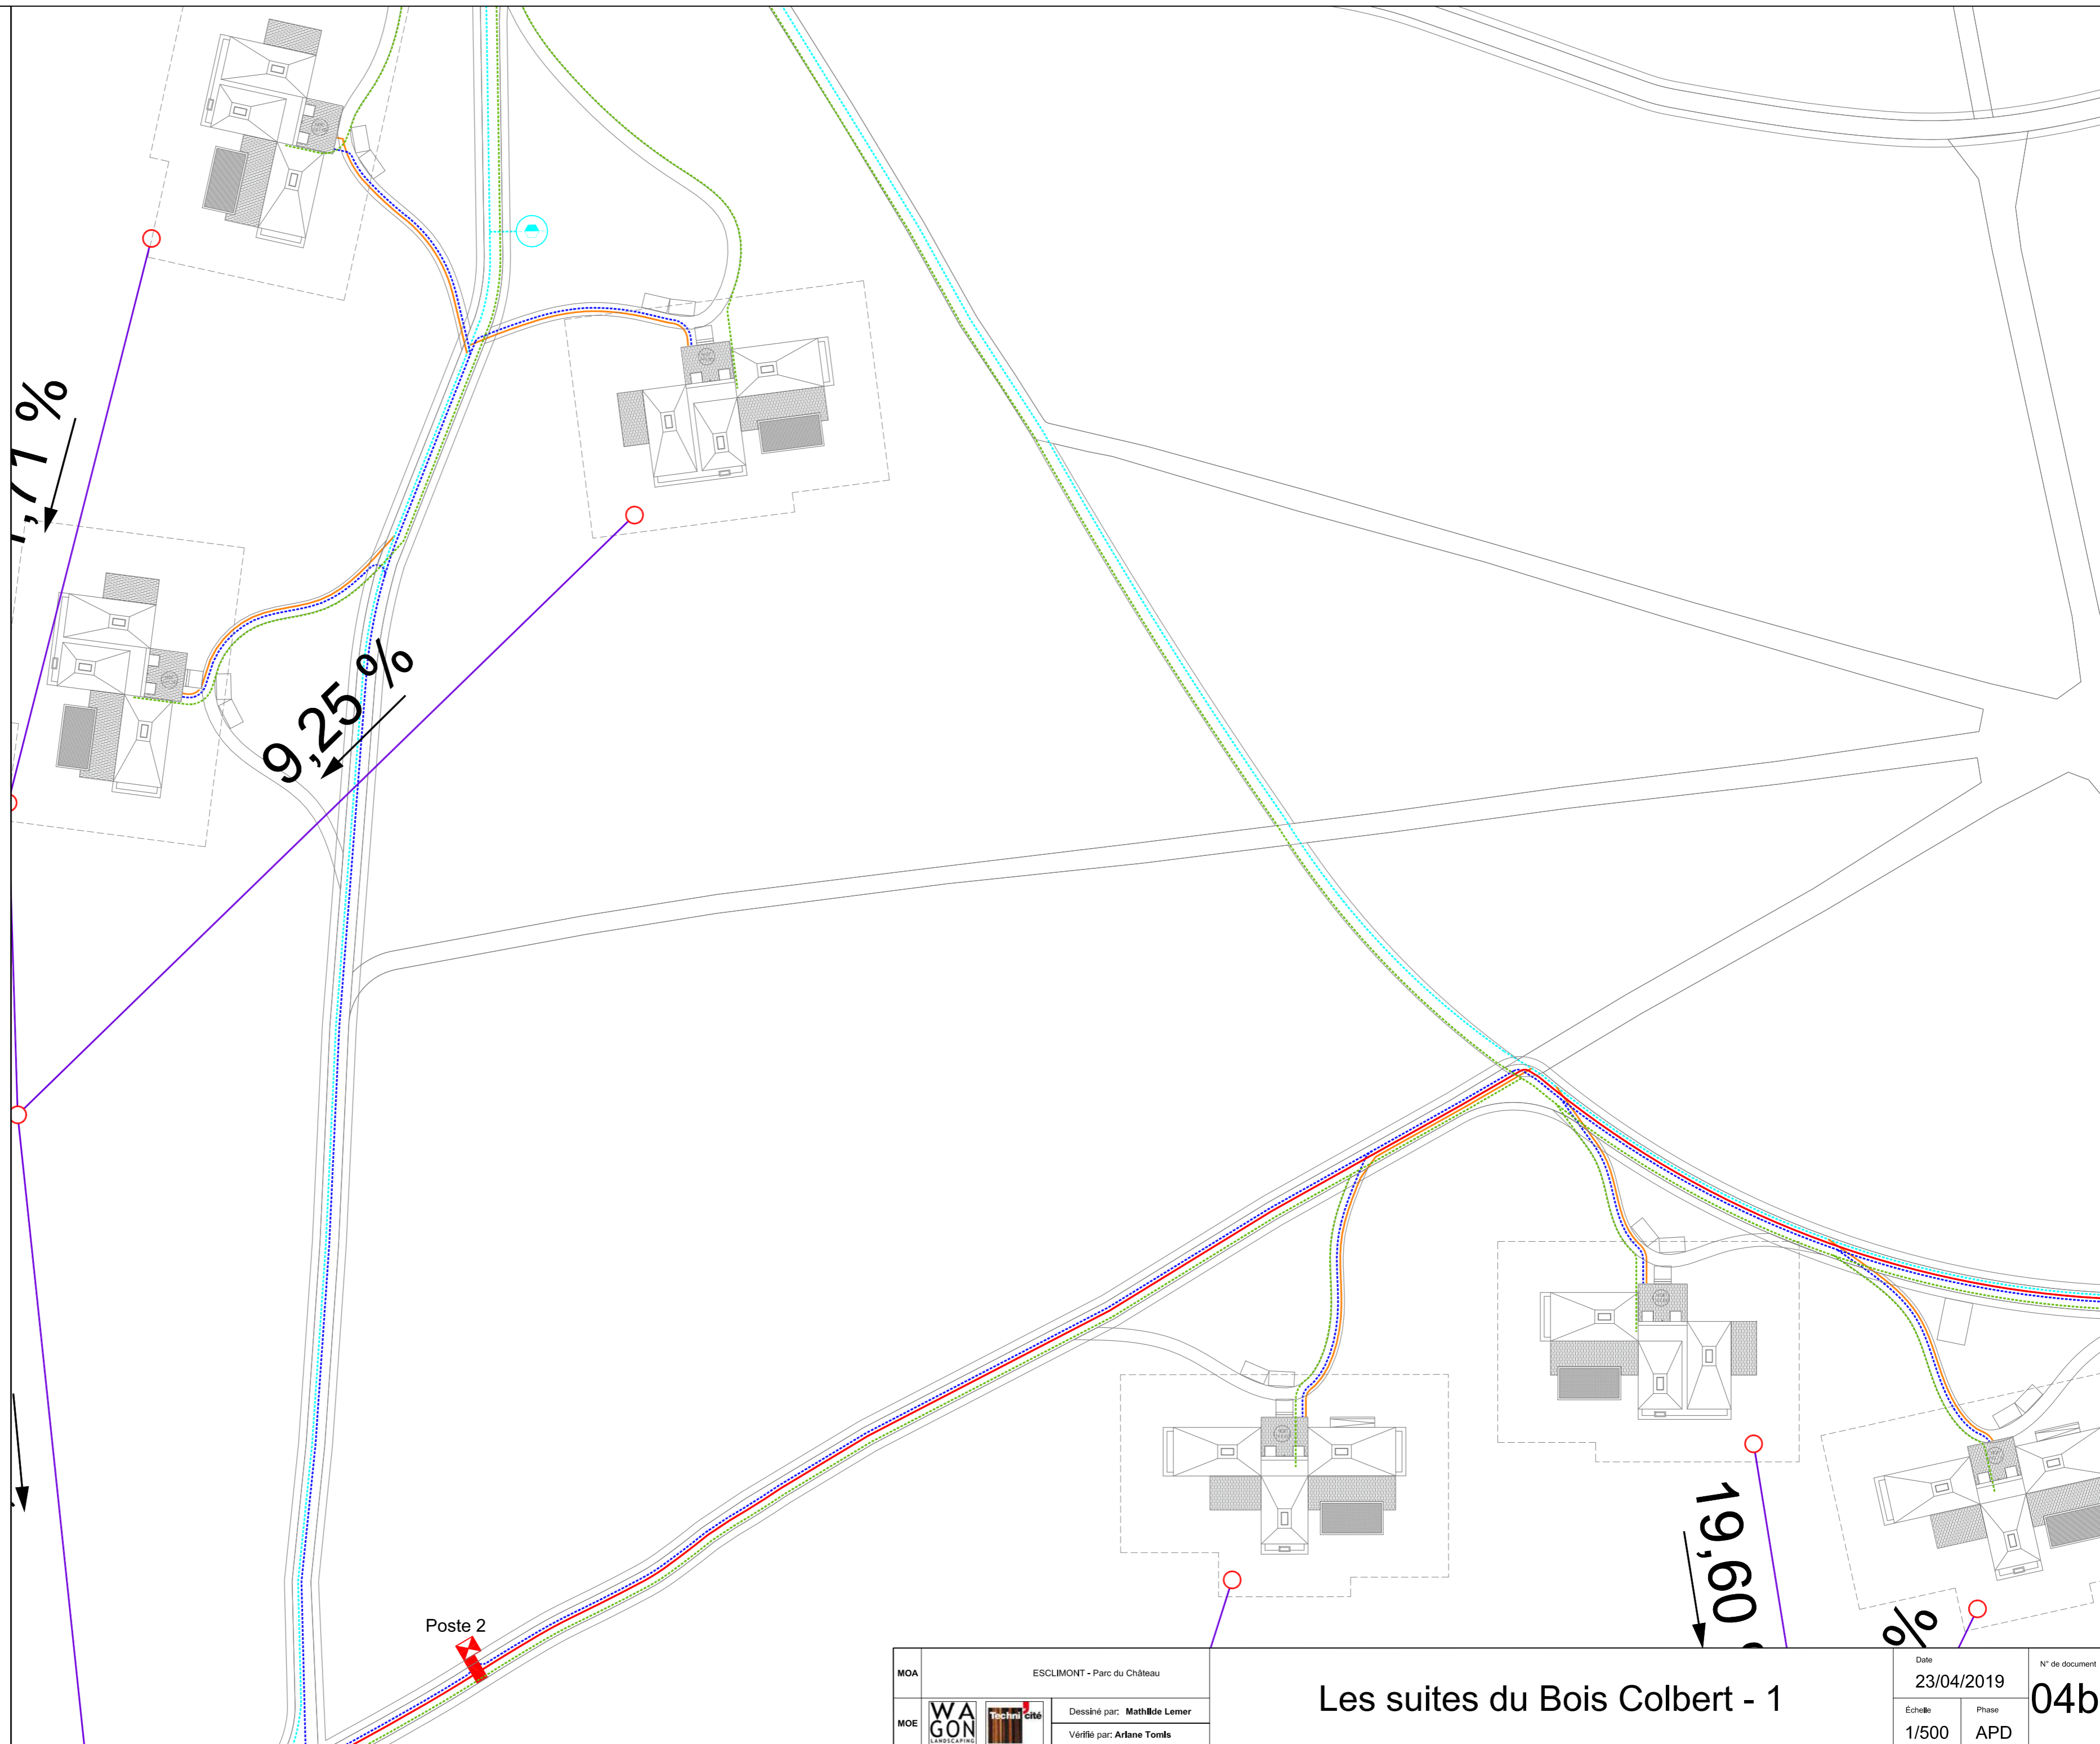 ,71 %
9,25 %
19,60
%
Poste 2
MOA
ESCLIMONT - Parc du Château
MOE
WA
GON
LANDSCAPING
Techni'cité
Dessiné par: Mathilde Lemer
Vérifié par: Ariane Tomis
Les suites du Bois Colbert - 1
Date
23/04/2019
Échelle
1/500
Phase
APD
N° de document
04b